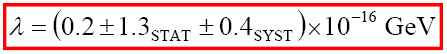 λ = (0.2 ± 1.3STAT ± 0.4SYST)×10⁻¹⁶ GeV